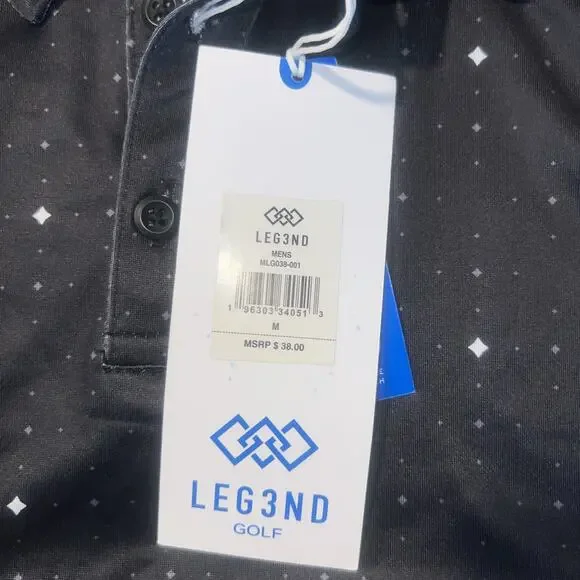 LEG3ND
MENS
MLG038-001
1 96303 34051 3
M
MSRP $ 38.00
LEG3ND
GOLF
E
H